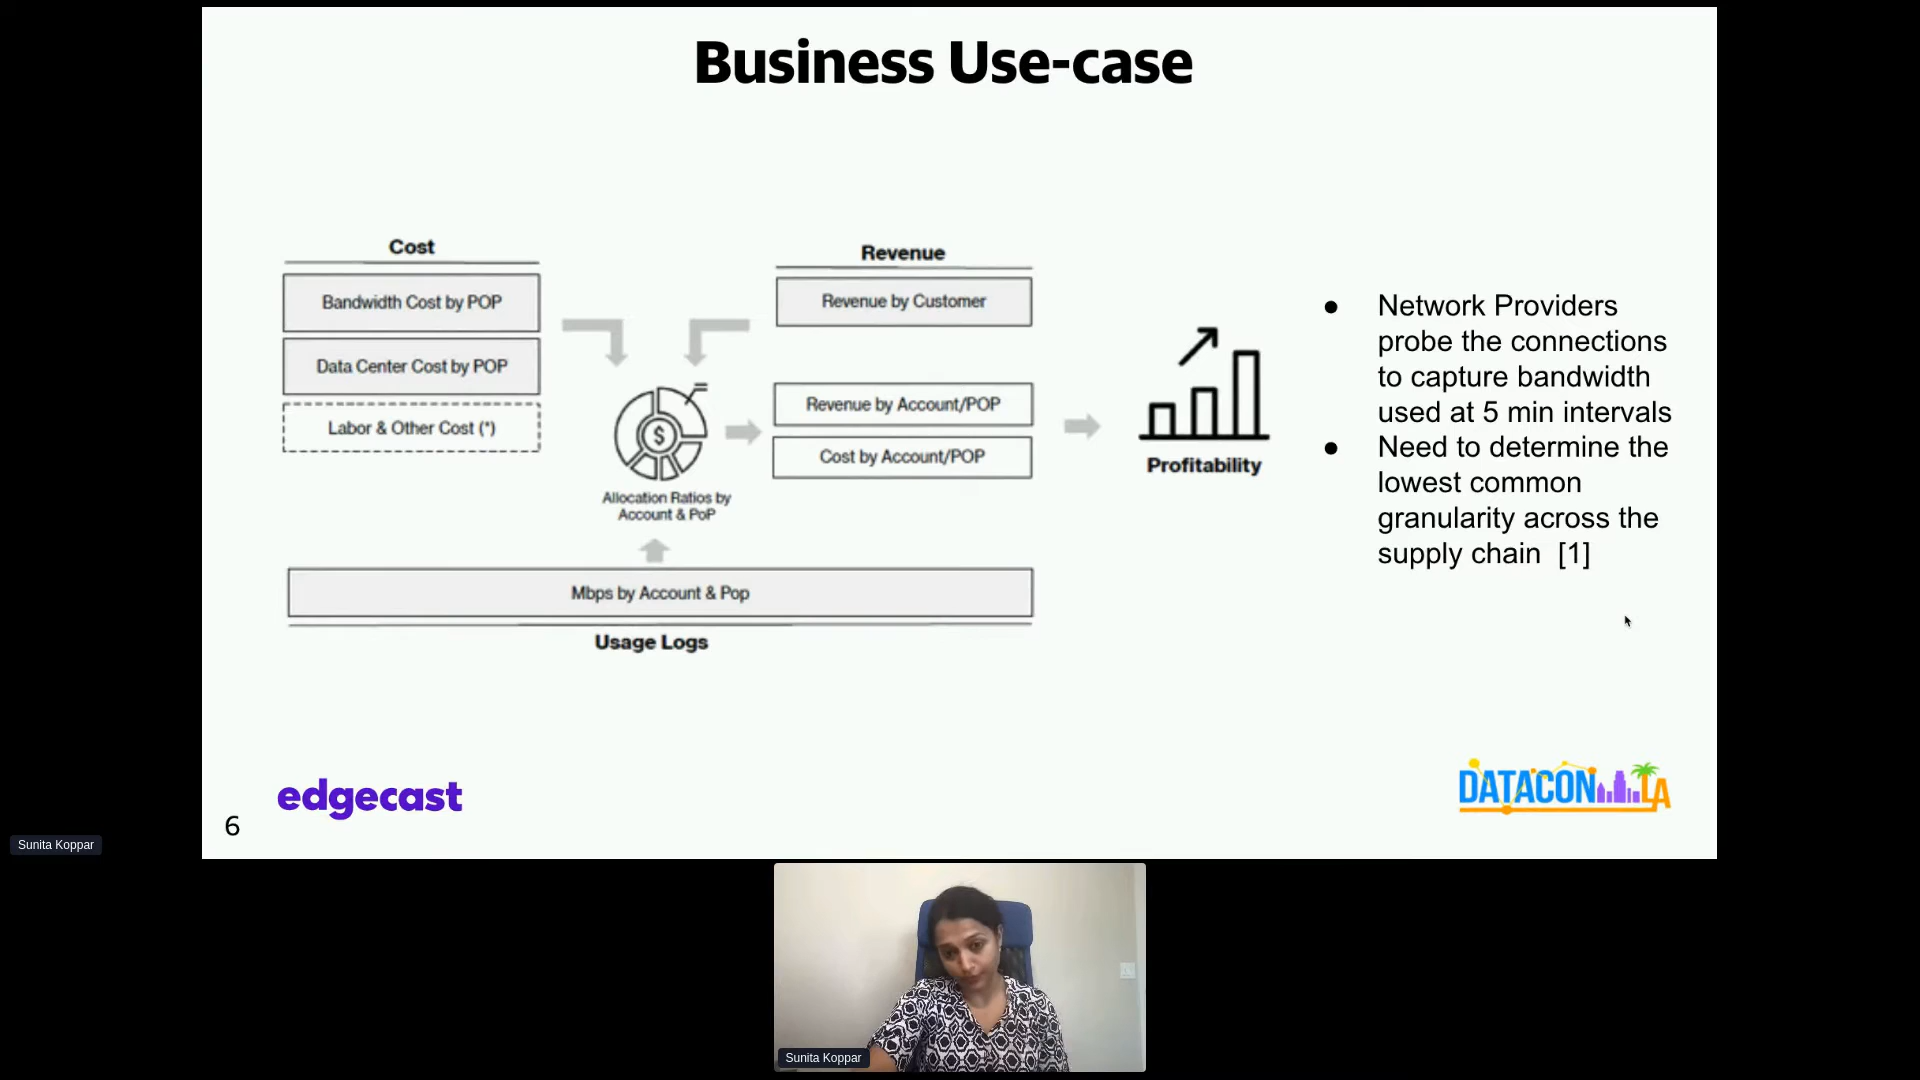 Business Use-case
Cost
Bandwidth Cost by POP
Data Center Cost by POP
Labor & Other Cost (*)
Revenue
Revenue by Customer
$
Allocation Ratios by
Account & PoP
Revenue by Account/POP
Cost by Account/POP
Profitability
Mbps by Account & Pop
Usage Logs
● Network Providers
probe the connections
to capture bandwidth
used at 5 min intervals
● Need to determine the
lowest common
granularity across the
supply chain [1]
edgecast
DATACON LA
6
Sunita Koppar
Sunita Koppar